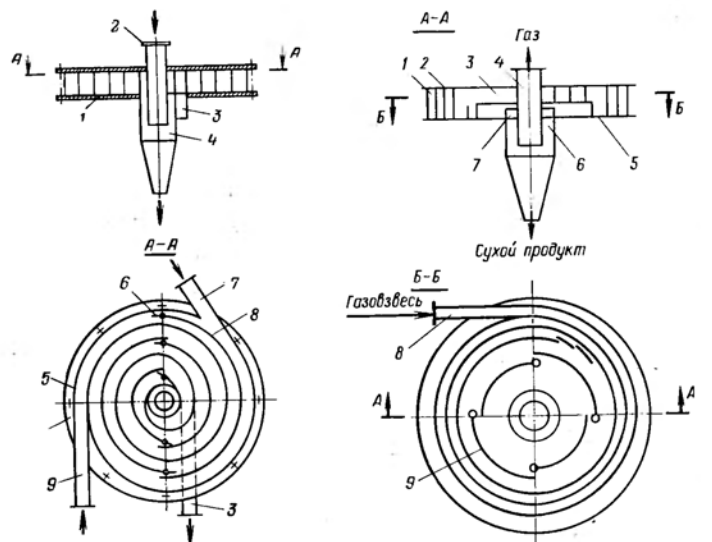 2
А А
1 3
4
А-А
6 7
8
5
9 3
А-А
Газ
1 2 3 4
Б Б
7 6 5
Сухой продукт
Б-Б
Газовзвесь
8
А А
9